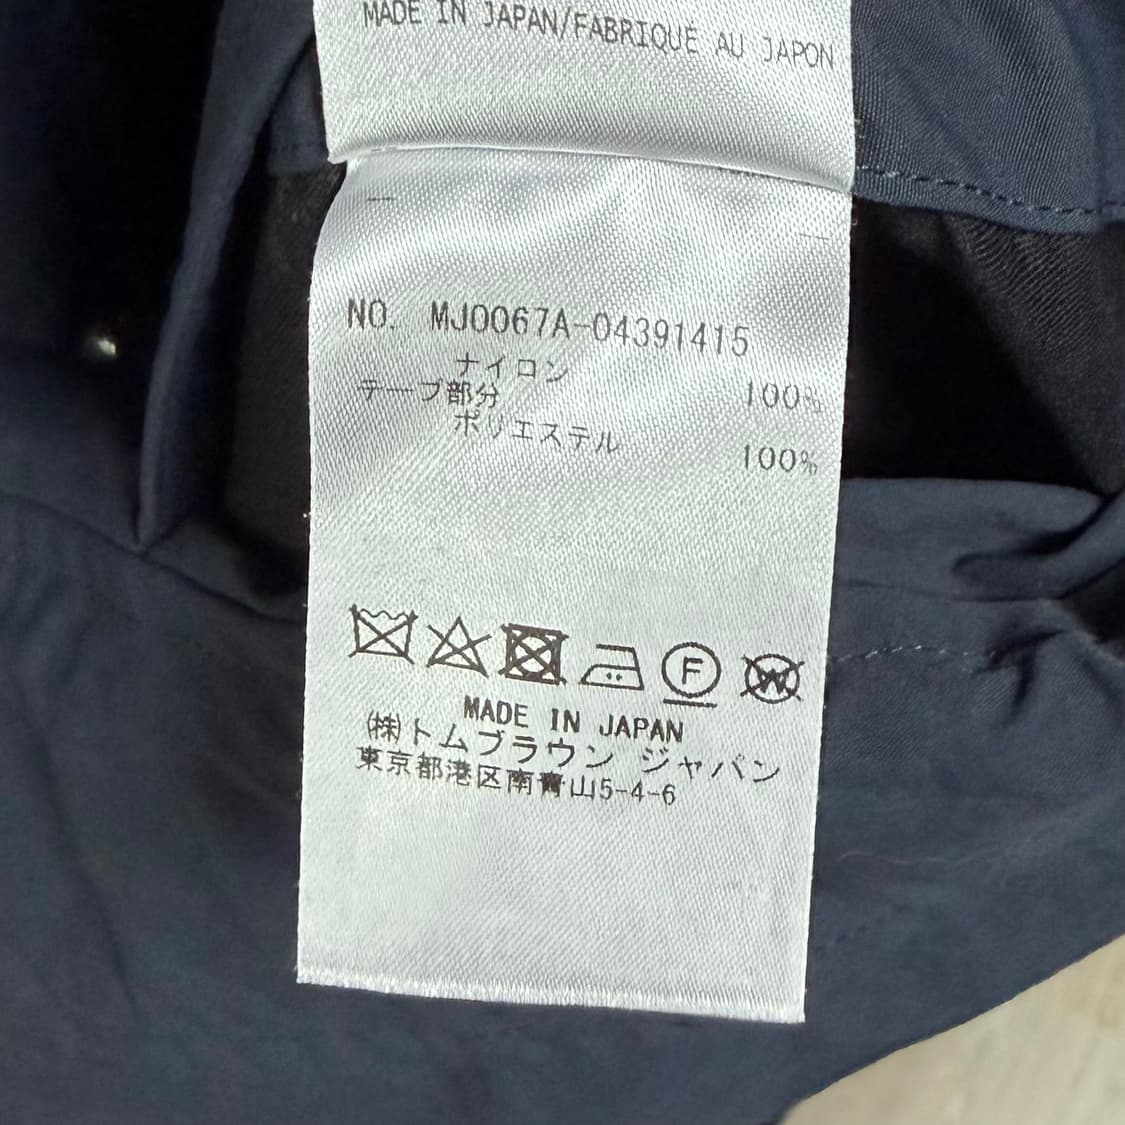 MADE IN JAPAN/FABRIQUÉ AU JAPON
NO. MJ0067A-04391415
ナイロン 100%
テープ部分
ポリエステル 100%
F
W
MADE IN JAPAN
(株)トムブラウン ジャパン
東京都港区南青山5-4-6